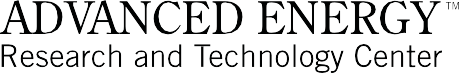 ADVANCED ENERGY™
Research and Technology Center